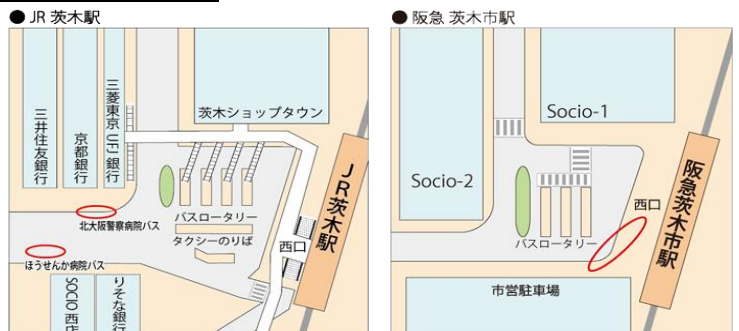 ● JR 茨木駅
三井住友銀行
京都銀行
三菱東京 UFJ 銀行
茨木ショップタウン
JR茨木駅
北大阪警察病院バス
バスロータリー
タクシーのりば
西口
ほうせんか病院バス
SOCIO 西店
りそな銀行
● 阪急 茨木市駅
Socio-1
Socio-2
阪急茨木市駅
西口
バスロータリー
市営駐車場